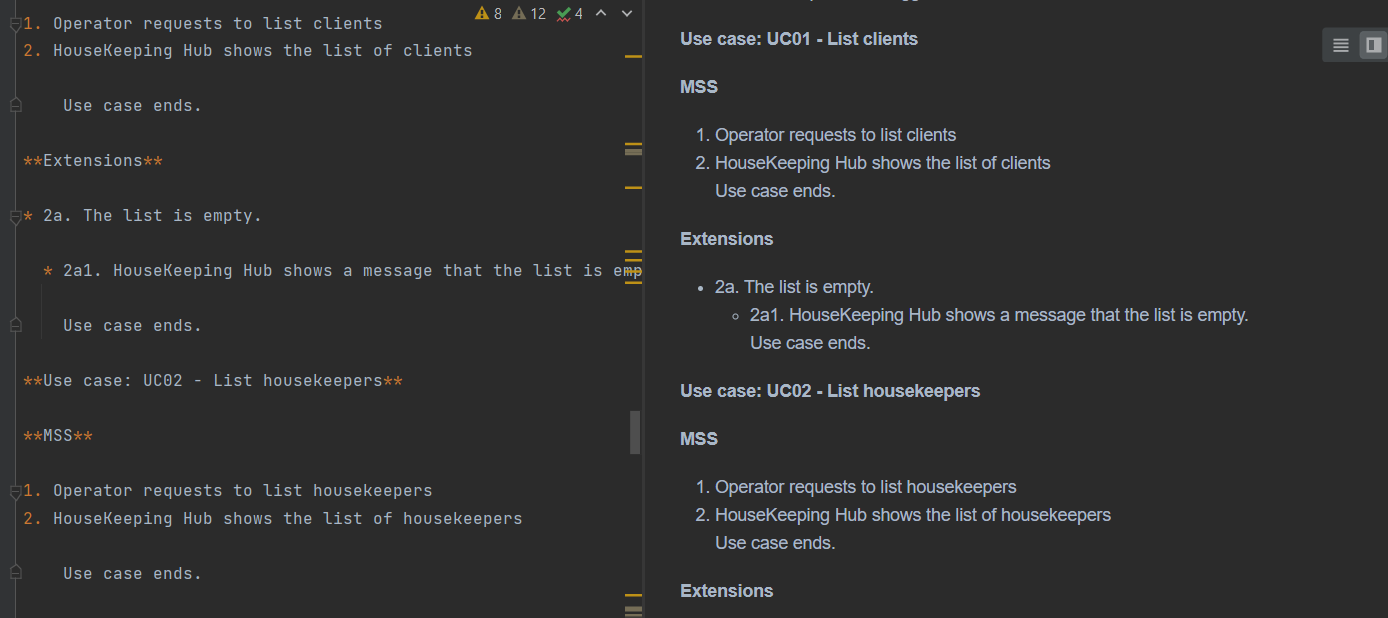 8 12 4
1. Operator requests to list clients
2. HouseKeeping Hub shows the list of clients
Use case ends.
**Extensions**
* 2a. The list is empty.
* 2a1. HouseKeeping Hub shows a message that the list is emp
Use case ends.
**Use case: UC02 - List housekeepers**
**MSS**
1. Operator requests to list housekeepers
2. HouseKeeping Hub shows the list of housekeepers
Use case ends.
Use case: UC01 - List clients
MSS
1. Operator requests to list clients
2. HouseKeeping Hub shows the list of clients
Use case ends.
Extensions
• 2a. The list is empty.
◦ 2a1. HouseKeeping Hub shows a message that the list is empty.
Use case ends.
Use case: UC02 - List housekeepers
MSS
1. Operator requests to list housekeepers
2. HouseKeeping Hub shows the list of housekeepers
Use case ends.
Extensions